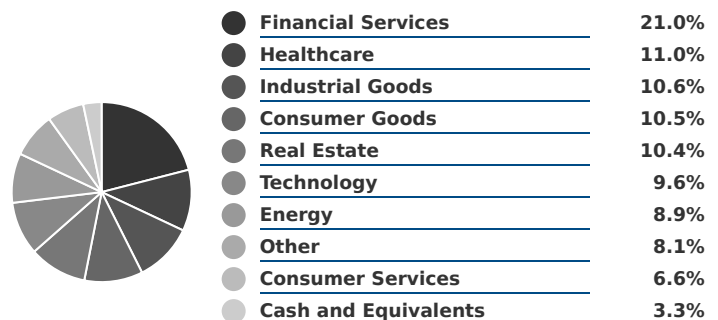 Financial Services 21.0%
Healthcare 11.0%
Industrial Goods 10.6%
Consumer Goods 10.5%
Real Estate 10.4%
Technology 9.6%
Energy 8.9%
Other 8.1%
Consumer Services 6.6%
Cash and Equivalents 3.3%